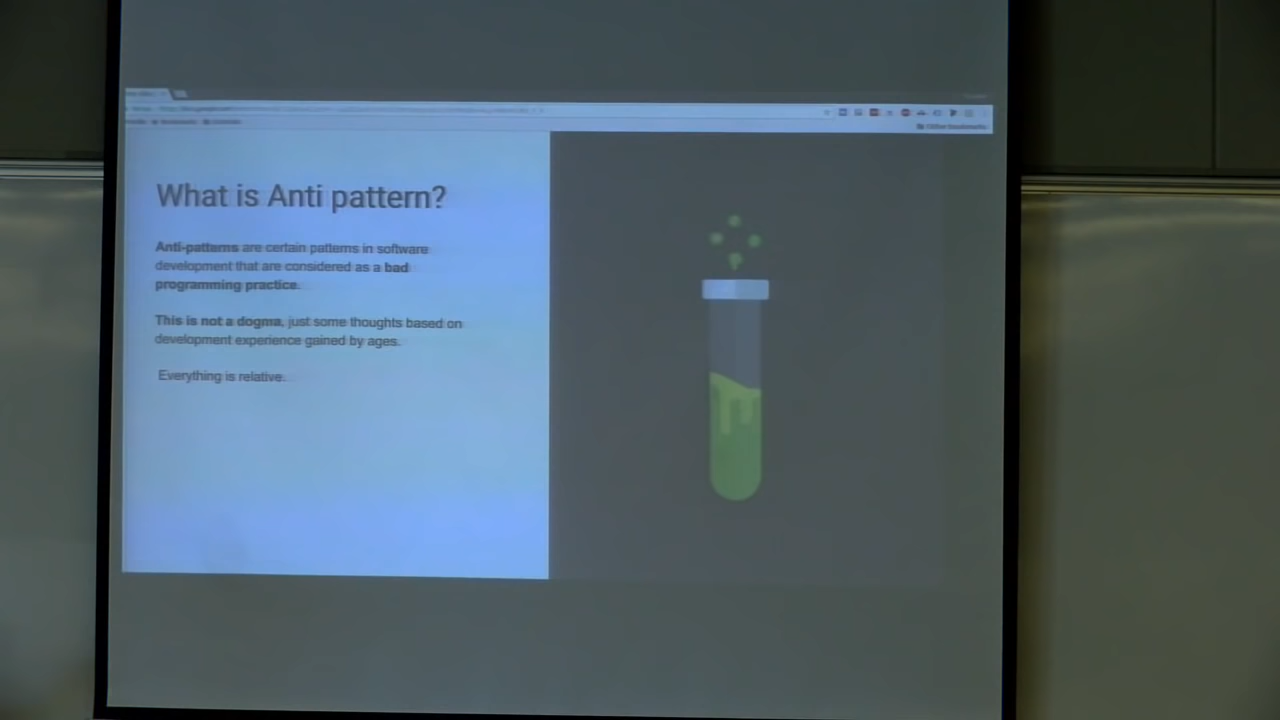 What is Anti pattern?
Anti-patterns are certain patterns in software
development that are considered as a bad
programming practice.
This is not a dogma, just some thoughts based on
development experience gained by ages.
Everything is relative.